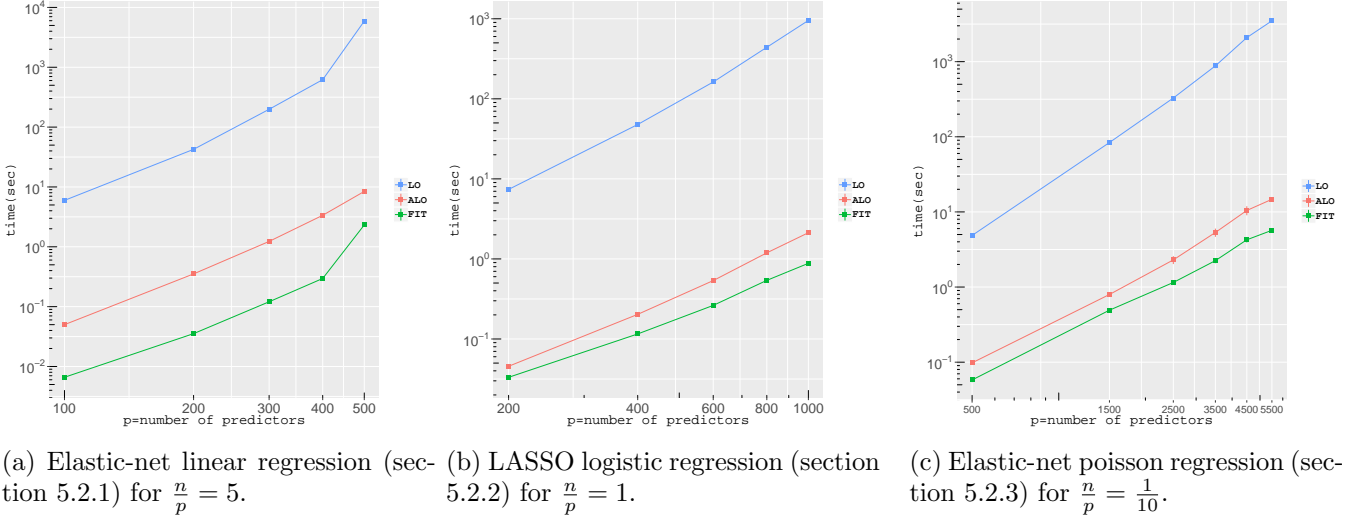 time(sec)
10^5
10^4
10^3
10^2
10^1
10^0
10^−1
10^−2
100
200
300
400
500
p=number of predictors
LO
ALO
FIT
time(sec)
10^3
10^2
10^1
10^0
10^−1
200
400
600
800
1000
p=number of predictors
LO
ALO
FIT
time(sec)
10^3
10^2
10^1
10^0
10^−1
500
1500
2500
3500
4500
5500
p=number of predictors
LO
ALO
FIT
(a) Elastic-net linear regression (sec-
tion 5.2.1) for n/p = 5.
(b) LASSO logistic regression (section
5.2.2) for n/p = 1.
(c) Elastic-net poisson regression (sec-
tion 5.2.3) for n/p = 1/10.